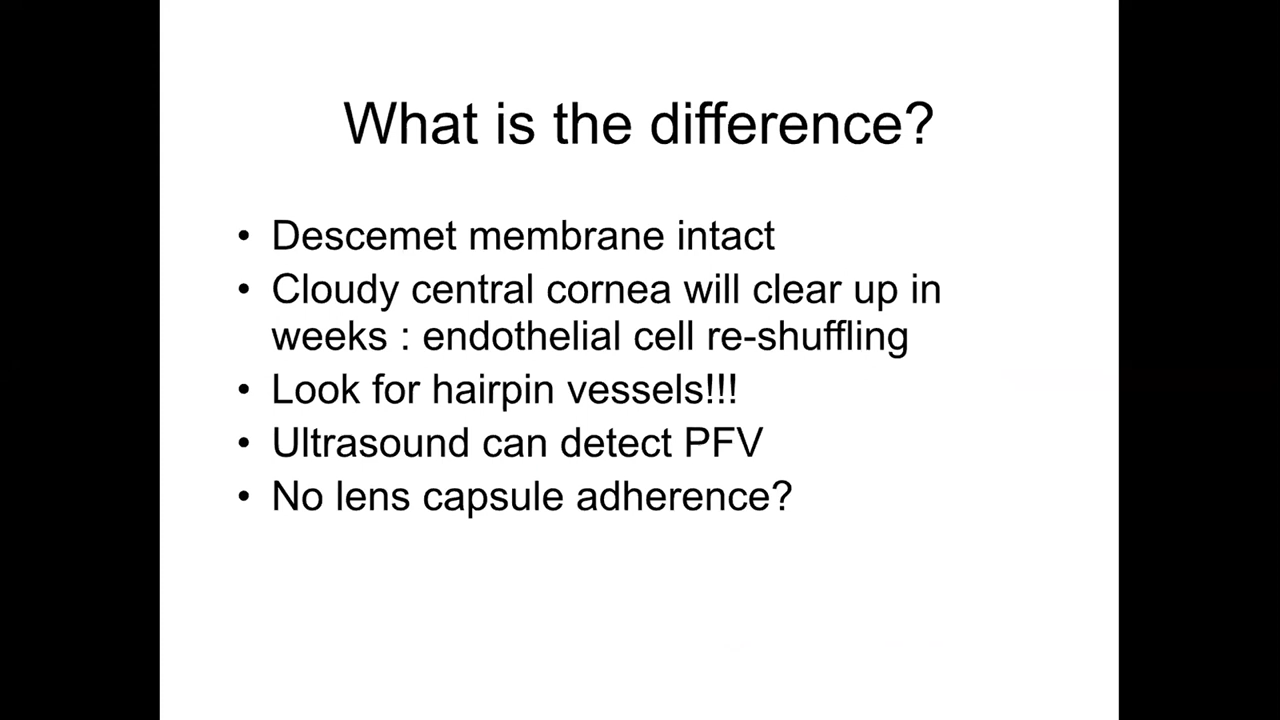 What is the difference?
• Descemet membrane intact
• Cloudy central cornea will clear up in
weeks : endothelial cell re-shuffling
• Look for hairpin vessels!!!
• Ultrasound can detect PFV
• No lens capsule adherence?